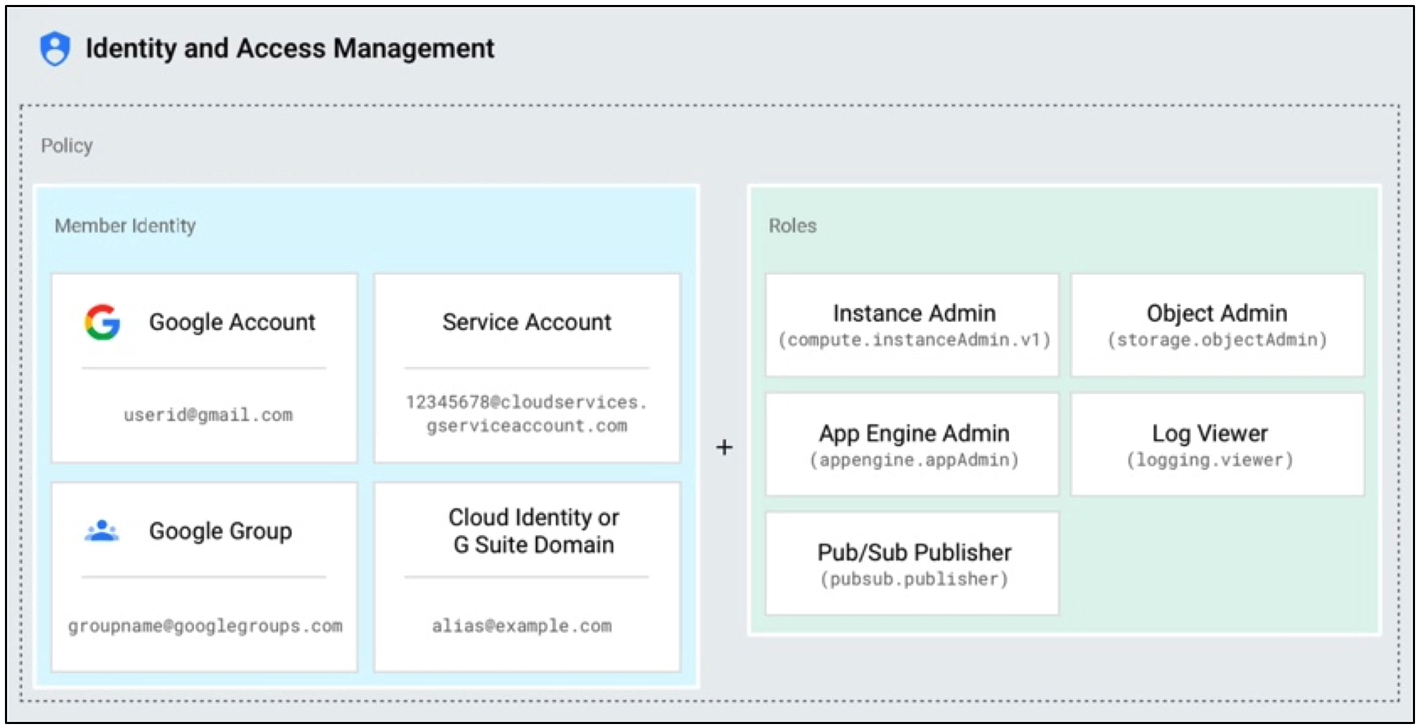 Identity and Access Management
Policy
Member Identity
Google Account
userid@gmail.com
Service Account
12345678@cloudservices.
gserviceaccount.com
Google Group
groupname@googlegroups.com
Cloud Identity or
G Suite Domain
alias@example.com
+
Roles
Instance Admin
(compute.instanceAdmin.v1)
Object Admin
(storage.objectAdmin)
App Engine Admin
(appengine.appAdmin)
Log Viewer
(logging.viewer)
Pub/Sub Publisher
(pubsub.publisher)